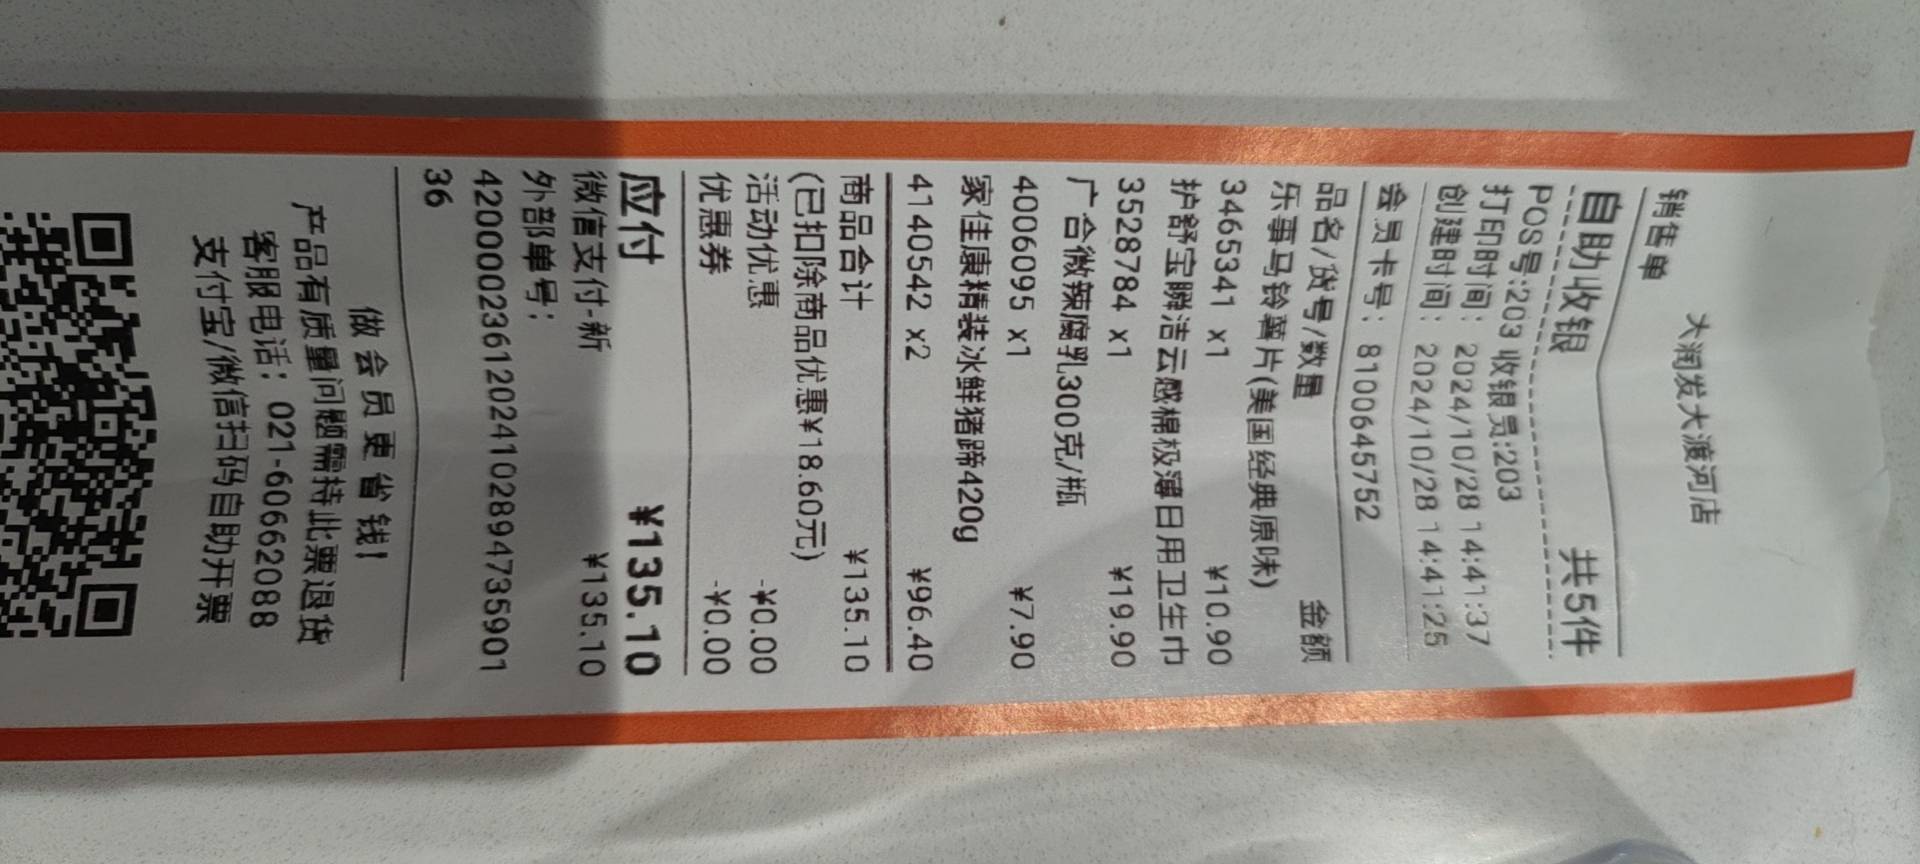 大润发大渡河店
销售单
自助收银 共5件
POS号:203 收银员:203
打印时间: 2024/10/28 14:41:37
创建时间: 2024/10/28 14:41:25
会员卡号: 8100645752
品名/货号/数量 金额
乐事马铃薯片(美国经典原味)
3465341 x1 ¥10.90
护舒宝瞬洁云感棉极薄日用卫生巾
3528784 x1 ¥19.90
广合微辣腐乳300克/瓶
4006095 x1 ¥7.90
家佳康精装冰鲜猪蹄420g
4140542 x2 ¥96.40
商品合计 ¥135.10
(已扣除商品优惠¥18.60元)
活动优惠 -¥0.00
优惠券 -¥0.00
应付 ¥135.10
微信支付-新 ¥135.10
外部单号:
42000023612024102894735901
36
做会员更省钱!
产品有质量问题需持此票退货
客服电话: 021-60662088
支付宝/微信扫码自助开票